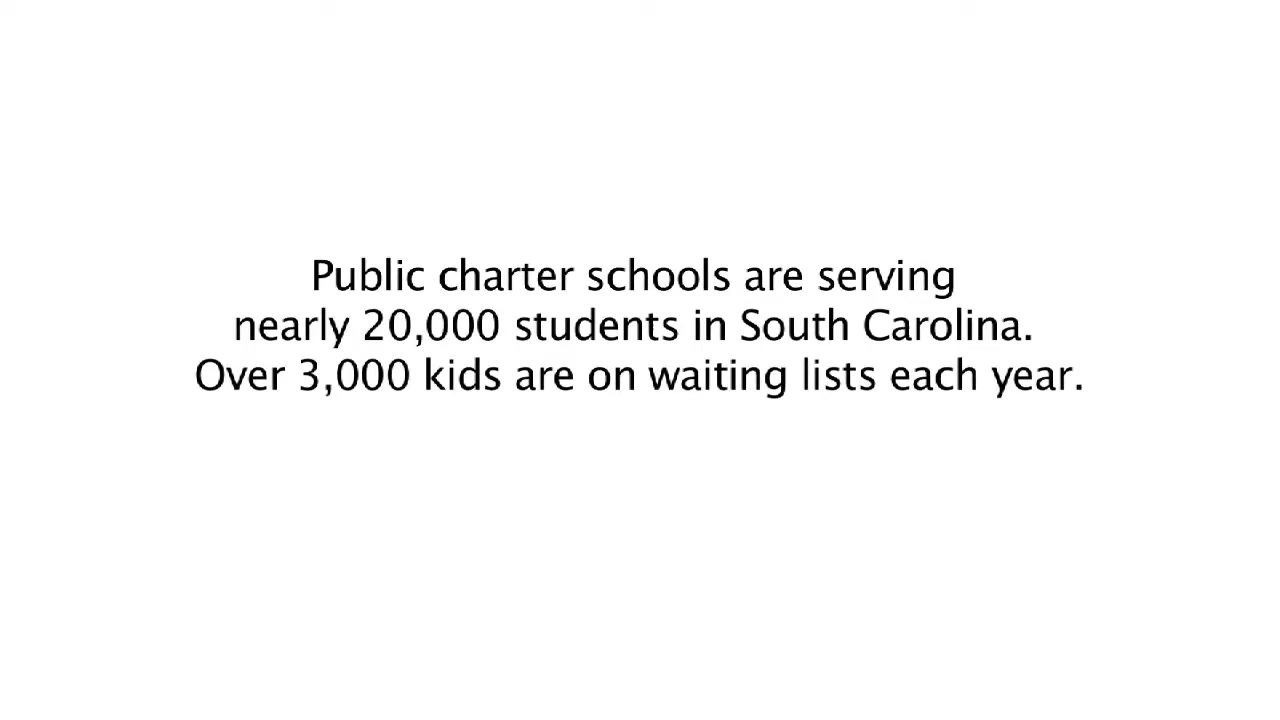 Public charter schools are serving
nearly 20,000 students in South Carolina.
Over 3,000 kids are on waiting lists each year.